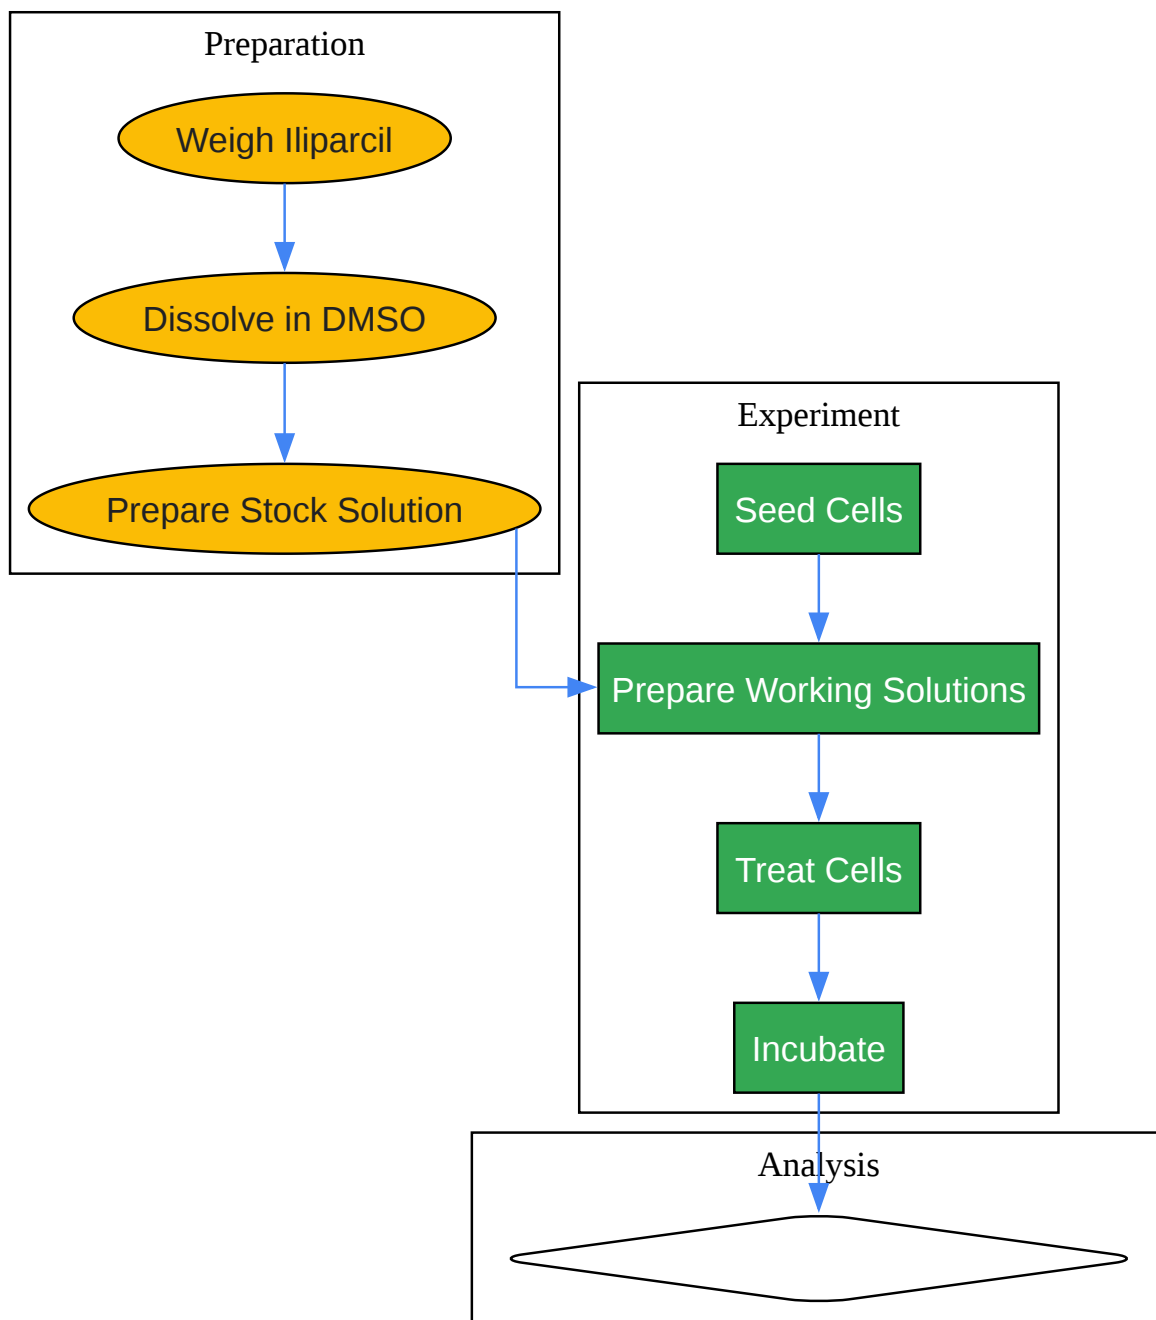 Preparation
Weigh Iliparcil
Dissolve in DMSO
Prepare Stock Solution
Experiment
Seed Cells
Prepare Working Solutions
Treat Cells
Incubate
Analysis